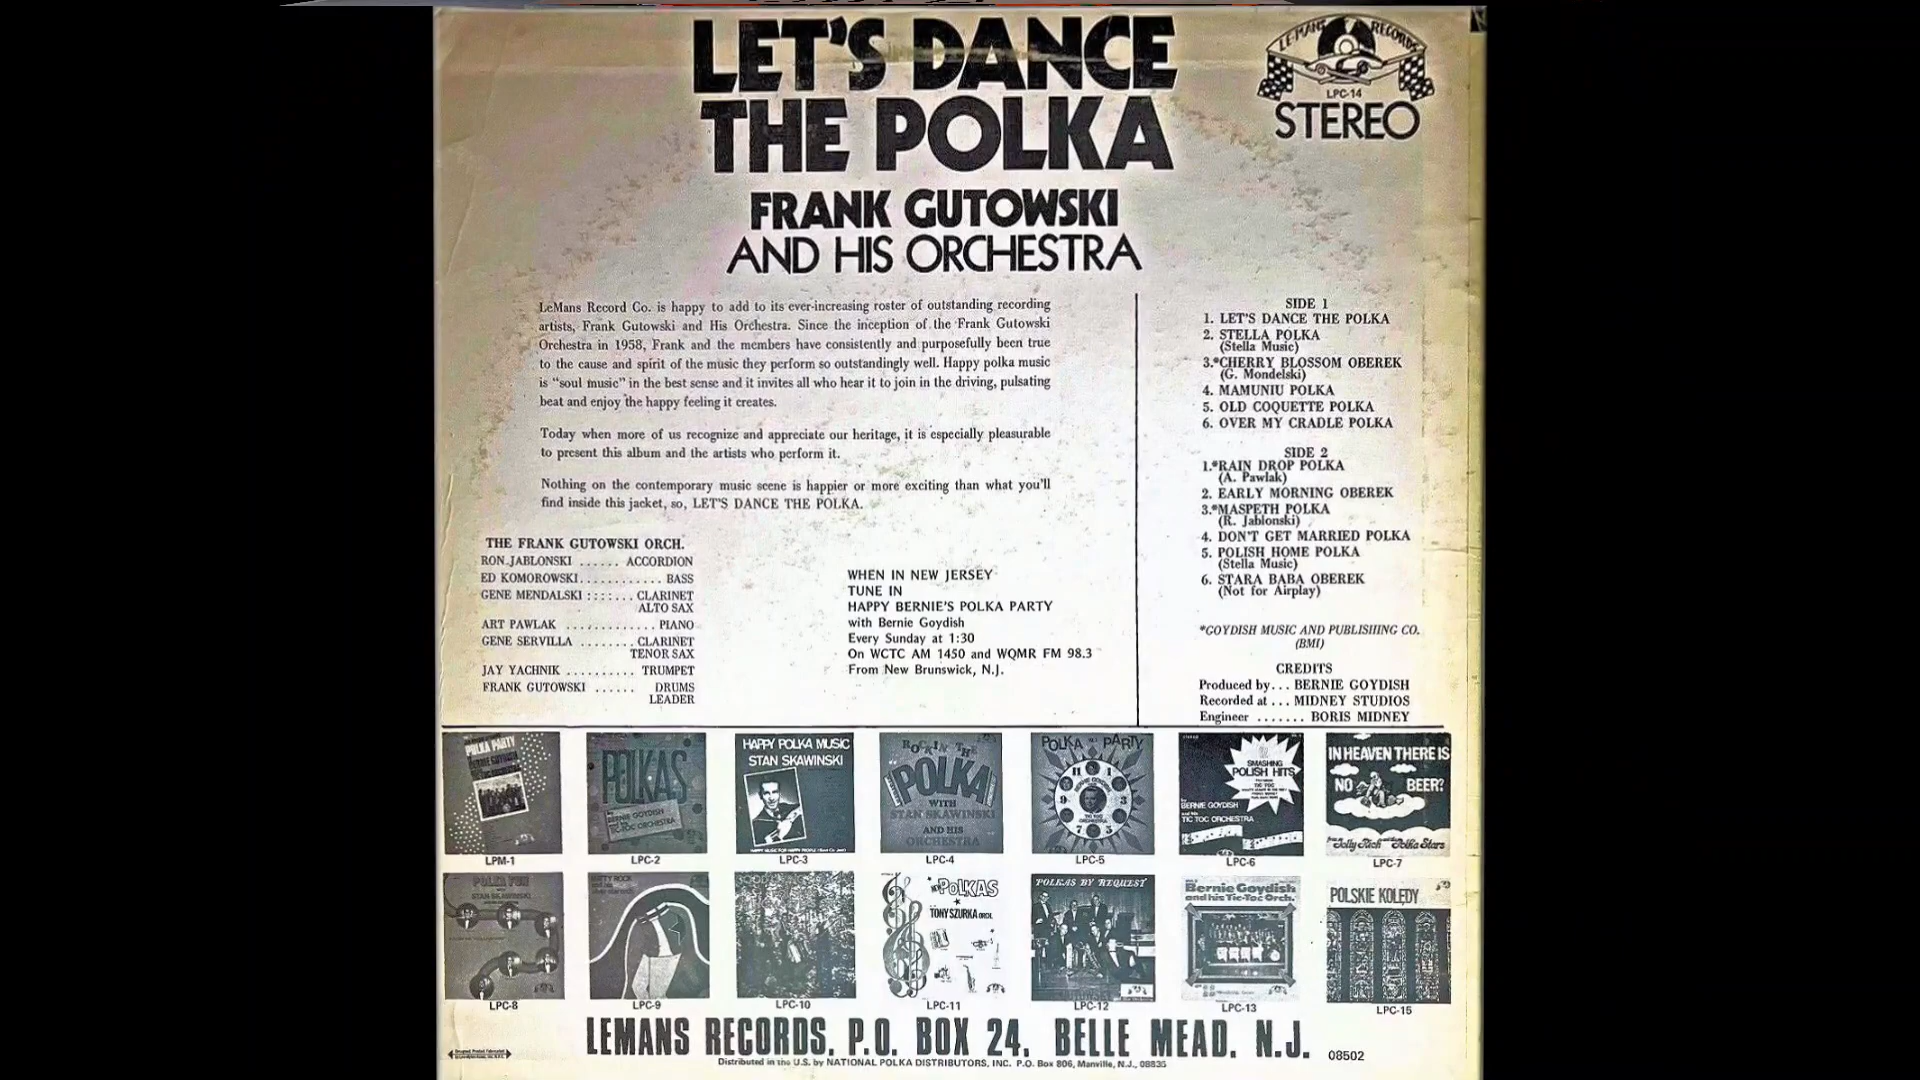 LET'S DANCE
THE POLKA
FRANK GUTOWSKI
AND HIS ORCHESTRA
LE-MANS RECORDS
LPC-14
STEREO
LeMans Record Co. is happy to add to its ever-increasing roster of outstanding recording
artists, Frank Gutowski and His Orchestra. Since the inception of the Frank Gutowski
Orchestra in 1958, Frank and the members have consistently and purposefully been true
to the cause and spirit of the music they perform so outstandingly well. Happy polka music
is "soul music" in the best sense and it invites all who hear it to join in the driving, pulsating
beat and enjoy the happy feeling it creates.
Today when more of us recognize and appreciate our heritage, it is especially pleasurable
to present this album and the artists who perform it.
Nothing on the contemporary music scene is happier or more exciting than what you'll
find inside this jacket, so, LET'S DANCE THE POLKA.
THE FRANK GUTOWSKI ORCH.
RON JABLONSKI ...... ACCORDION
ED KOMOROWSKI............ BASS
GENE MENDALSKI ::::... CLARINET
ALTO SAX
ART PAWLAK ............. PIANO
GENE SERVILLA ........ CLARINET
TENOR SAX
JAY YACHNIK .......... TRUMPET
FRANK GUTOWSKI ...... DRUMS
LEADER
WHEN IN NEW JERSEY
TUNE IN
HAPPY BERNIE'S POLKA PARTY
with Bernie Goydish
Every Sunday at 1:30
On WCTC AM 1450 and WQMR FM 98.3
From New Brunswick, N.J.
SIDE 1
1. LET'S DANCE THE POLKA
2. STELLA POLKA
(Stella Music)
3.*CHERRY BLOSSOM OBEREK
(G. Mondelski)
4. MAMUNIU POLKA
5. OLD COQUETTE POLKA
6. OVER MY CRADLE POLKA
SIDE 2
1.*RAIN DROP POLKA
(A. Pawlak)
2. EARLY MORNING OBEREK
3.*MASPETH POLKA
(R. Jablonski)
4. DON'T GET MARRIED POLKA
5. POLISH HOME POLKA
(Stella Music)
6. STARA BABA OBEREK
(Not for Airplay)
*GOYDISH MUSIC AND PUBLISHING CO.
(BMI)
CREDITS
Produced by... BERNIE GOYDISH
Recorded at ... MIDNEY STUDIOS
Engineer ....... BORIS MIDNEY
POLKA PARTY
LPM-1
POLKAS
BERNIE GOYDISH
TIC-TOC ORCHESTRA
LPC-2
HAPPY POLKA MUSIC
STAN SKAWINSKI
LPC-3
ROCKIN THE
POLKA
WITH
STAN SKAWINSKI
AND HIS
ORCHESTRA
LPC-4
POLKA PARTY
LPC-5
SMASHING
POLISH HITS
BERNIE GOYDISH
TIC TOC ORCHESTRA
LPC-6
IN HEAVEN THERE IS
NO BEER?
Jolly Rich Polka Stars
LPC-7
POLKA FUN
STAN SKAWINSKI
LPC-8
LPC-9
LPC-10
POLKAS
TONY SZURKA ORCH.
LPC-11
POLKAS BY REQUEST
LPC-12
Bernie Goydish
and his Tic-Toc Orch.
LPC-13
POLSKIE KOLĘDY
LPC-15
LEMANS RECORDS, P.O. BOX 24, BELLE MEAD, N.J. 08502
Distributed in the U.S. by NATIONAL POLKA DISTRIBUTORS, INC. P.O. Box 806, Manville, N.J., 08835